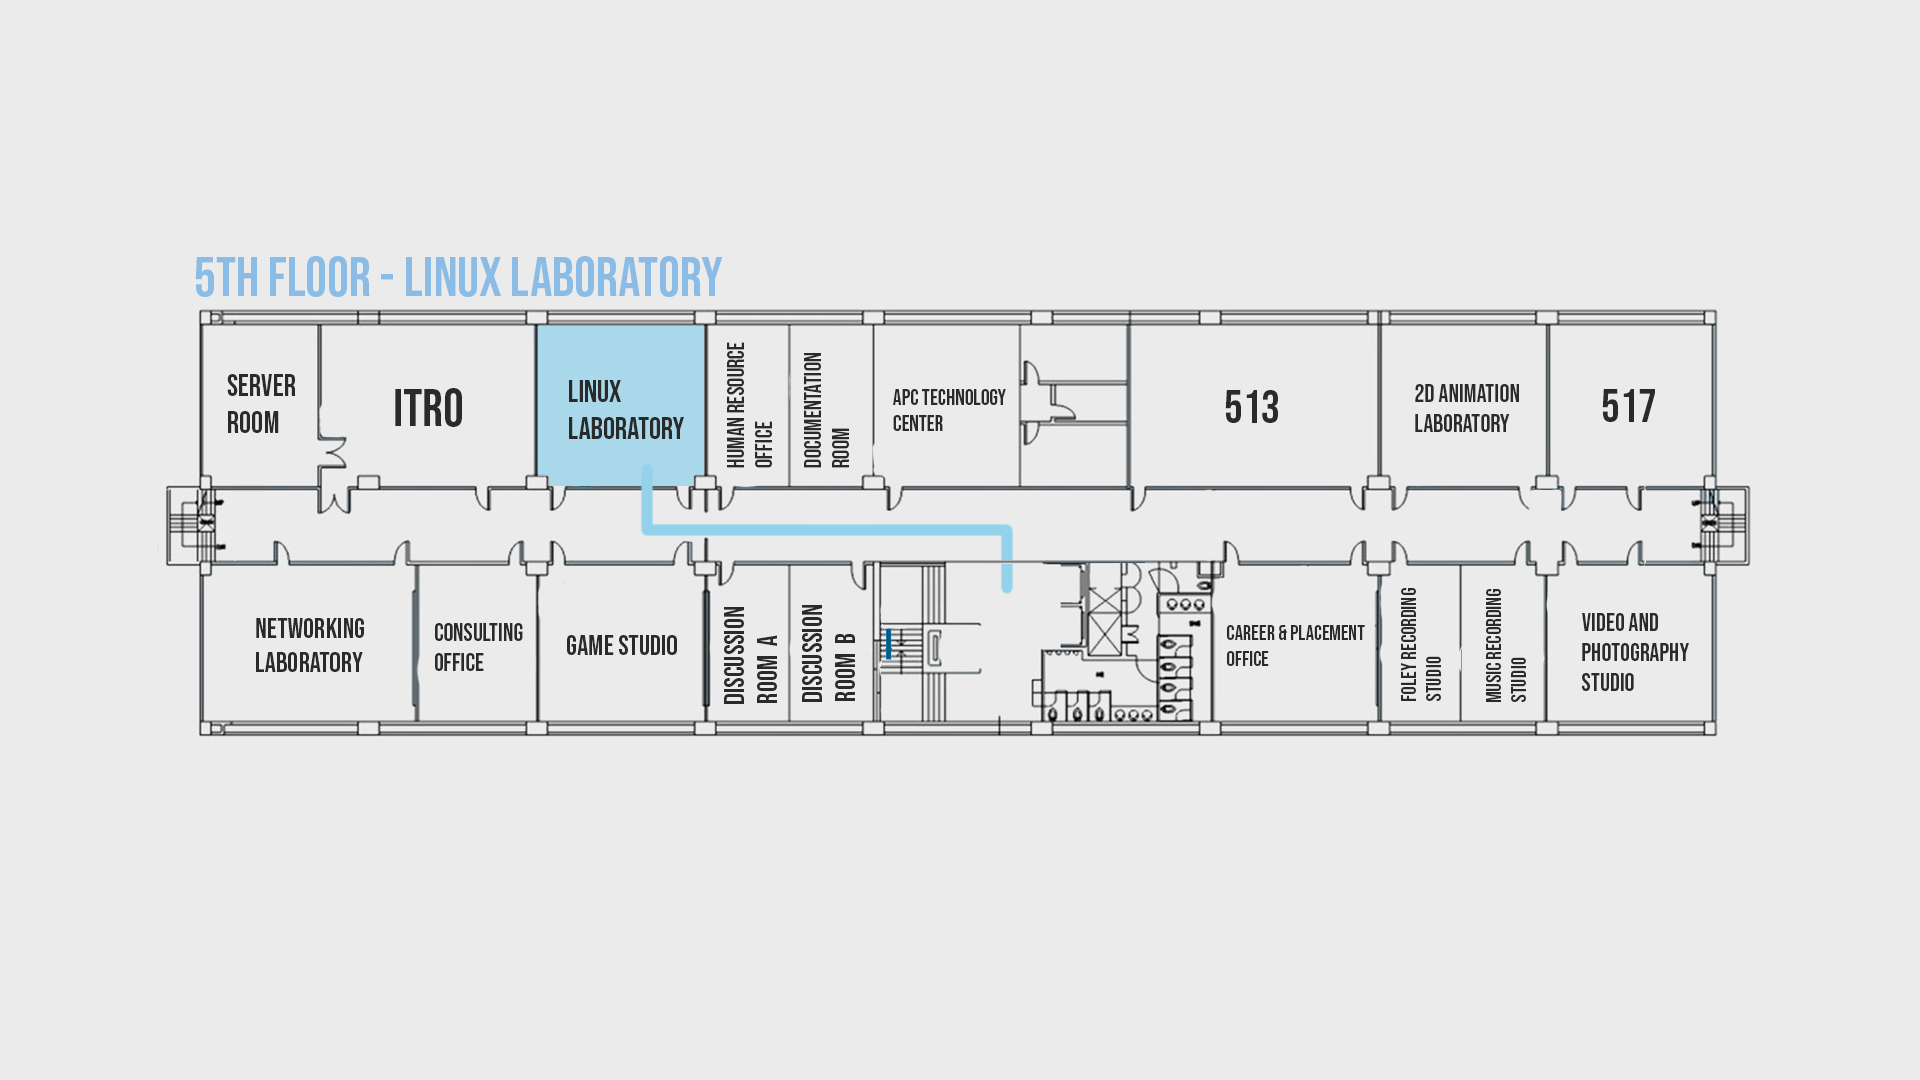 5TH FLOOR - LINUX LABORATORY
SERVER
ROOM
ITRO
LINUX
LABORATORY
HUMAN RESOURCE
OFFICE
DOCUMENTATION
ROOM
APC TECHNOLOGY
CENTER
513
2D ANIMATION
LABORATORY
517
NETWORKING
LABORATORY
CONSULTING
OFFICE
GAME STUDIO
DISCUSSION
ROOM A
DISCUSSION
ROOM B
CAREER & PLACEMENT
OFFICE
FOLEY RECORDING
STUDIO
MUSIC RECORDING
STUDIO
VIDEO AND
PHOTOGRAPHY
STUDIO